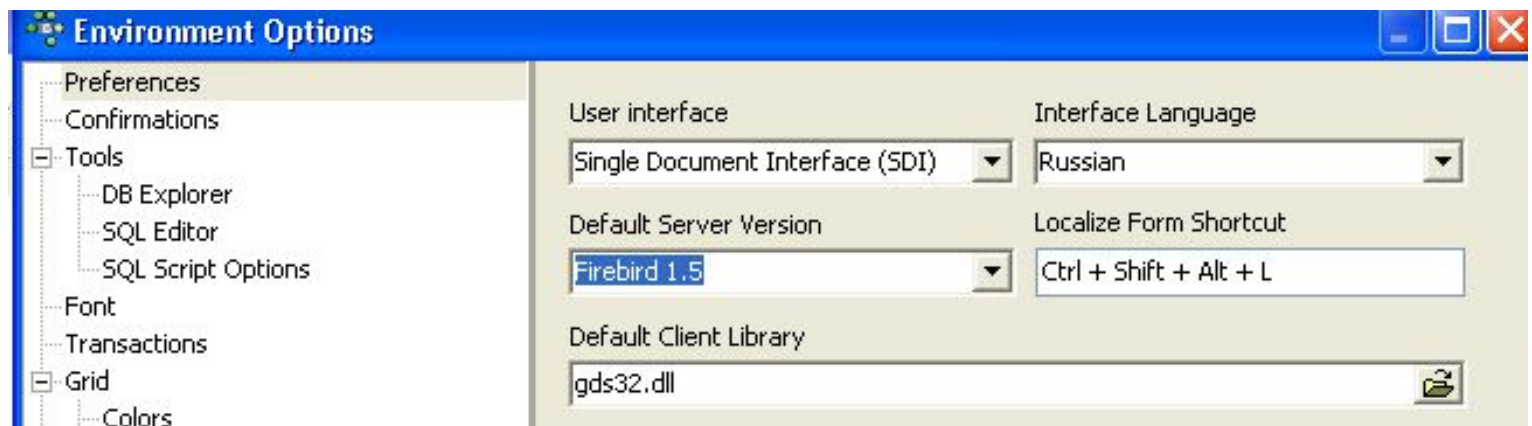 Environment Options
Preferences
Confirmations
Tools
DB Explorer
SQL Editor
SQL Script Options
Font
Transactions
Grid
Colors
User interface
Interface Language
Single Document Interface (SDI)
Russian
Default Server Version
Localize Form Shortcut
Firebird 1.5
Ctrl + Shift + Alt + L
Default Client Library
gds32.dll